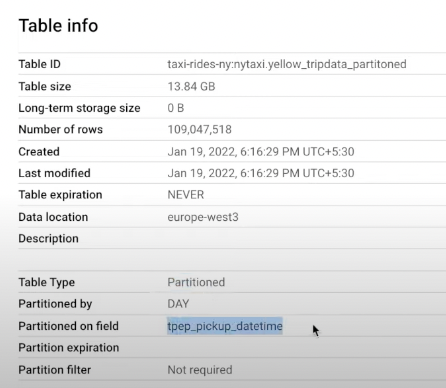 Table info
Table ID taxi-rides-ny:nytaxi.yellow_tripdata_partitoned
Table size 13.84 GB
Long-term storage size 0 B
Number of rows 109,047,518
Created Jan 19, 2022, 6:16:29 PM UTC+5:30
Last modified Jan 19, 2022, 6:16:29 PM UTC+5:30
Table expiration NEVER
Data location europe-west3
Description
Table Type Partitioned
Partitioned by DAY
Partitioned on field tpep_pickup_datetime
Partition expiration
Partition filter Not required